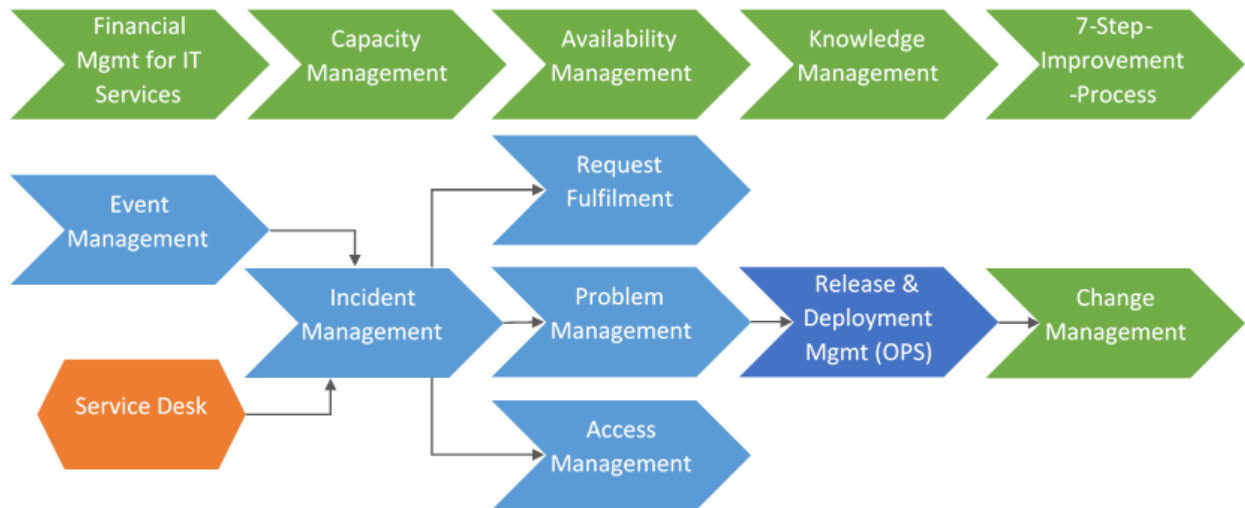 Financial
Mgmt for IT
Services
Capacity
Management
Availability
Management
Knowledge
Management
7-Step-
Improvement
-Process
Request
Fulfilment
Event
Management
Incident
Management
Problem
Management
Release &
Deployment
Mgmt (OPS)
Change
Management
Service Desk
Access
Management